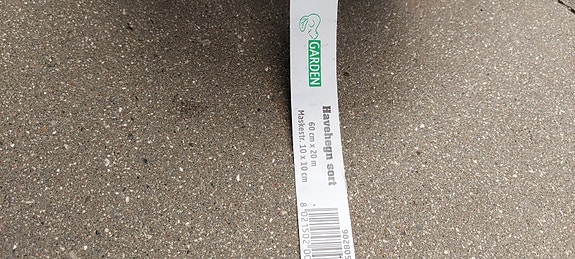 GARDEN
Havehegn sort
60 cm x 20 m
Maskestr. 10 x 10 cm